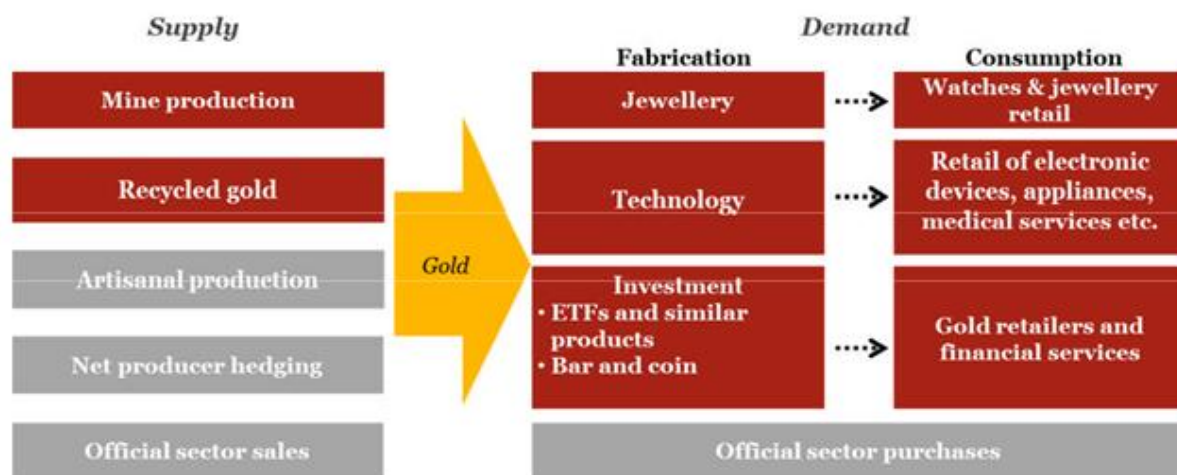 Supply
Demand
Fabrication
Consumption
Mine production
Recycled gold
Artisanal production
Net producer hedging
Official sector sales
Gold
Jewellery
Technology
Investment
• ETFs and similar
products
• Bar and coin
Watches & jewellery
retail
Retail of electronic
devices, appliances,
medical services etc.
Gold retailers and
financial services
Official sector purchases